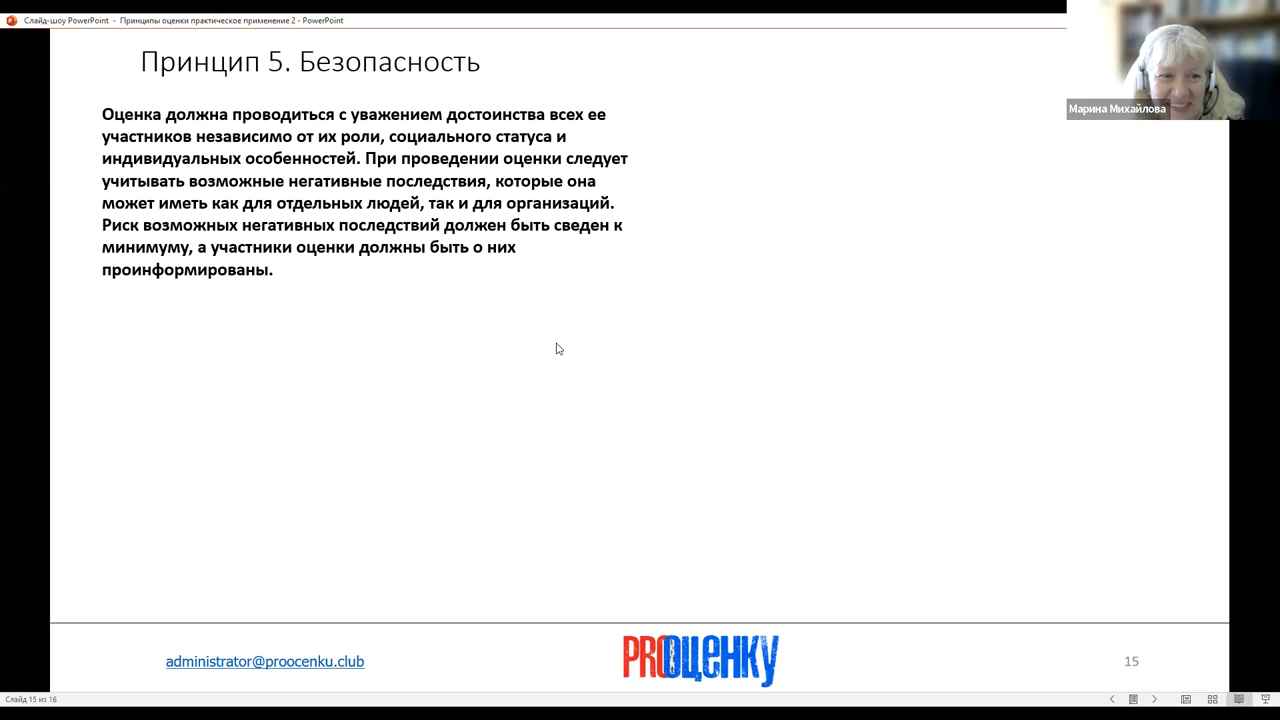 Слайд-шоу PowerPoint - Принципы оценки практическое применение 2 - PowerPoint
Принцип 5. Безопасность
Марина Михайлова
Оценка должна проводиться с уважением достоинства всех ее
участников независимо от их роли, социального статуса и
индивидуальных особенностей. При проведении оценки следует
учитывать возможные негативные последствия, которые она
может иметь как для отдельных людей, так и для организаций.
Риск возможных негативных последствий должен быть сведен к
минимуму, а участники оценки должны быть о них
проинформированы.
administrator@proocenku.club
PROОЦЕНКУ
15
Слайд 15 из 16